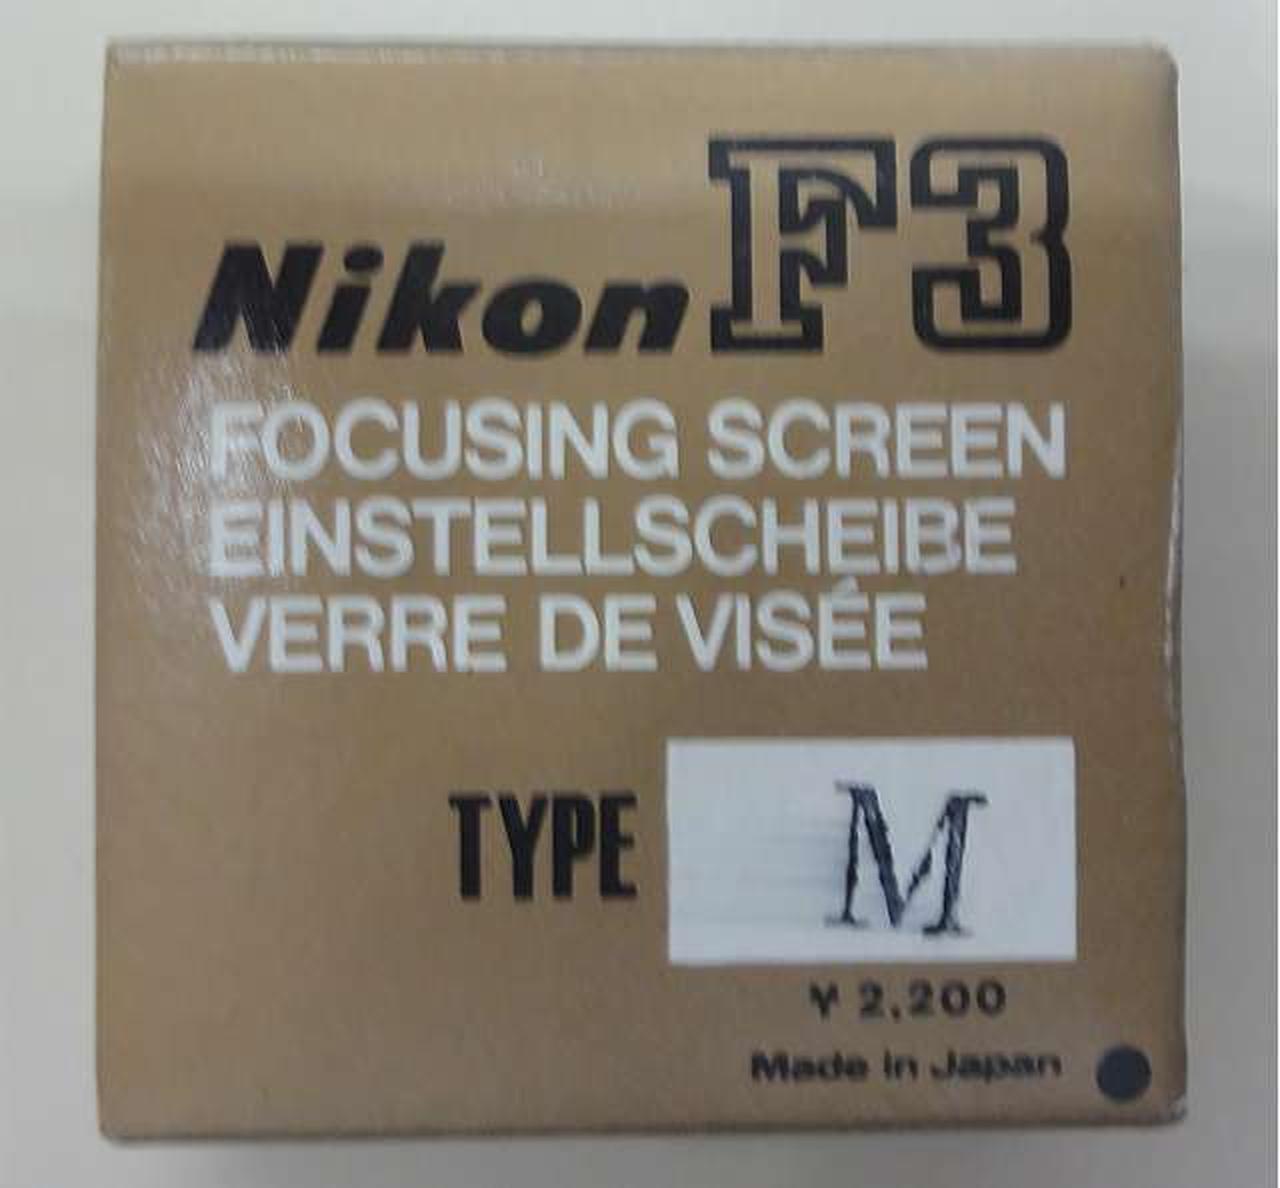 Nikon F3
FOCUSING SCREEN
EINSTELLSCHEIBE
VERRE DE VISÉE
TYPE M
¥ 2,200
Made in Japan